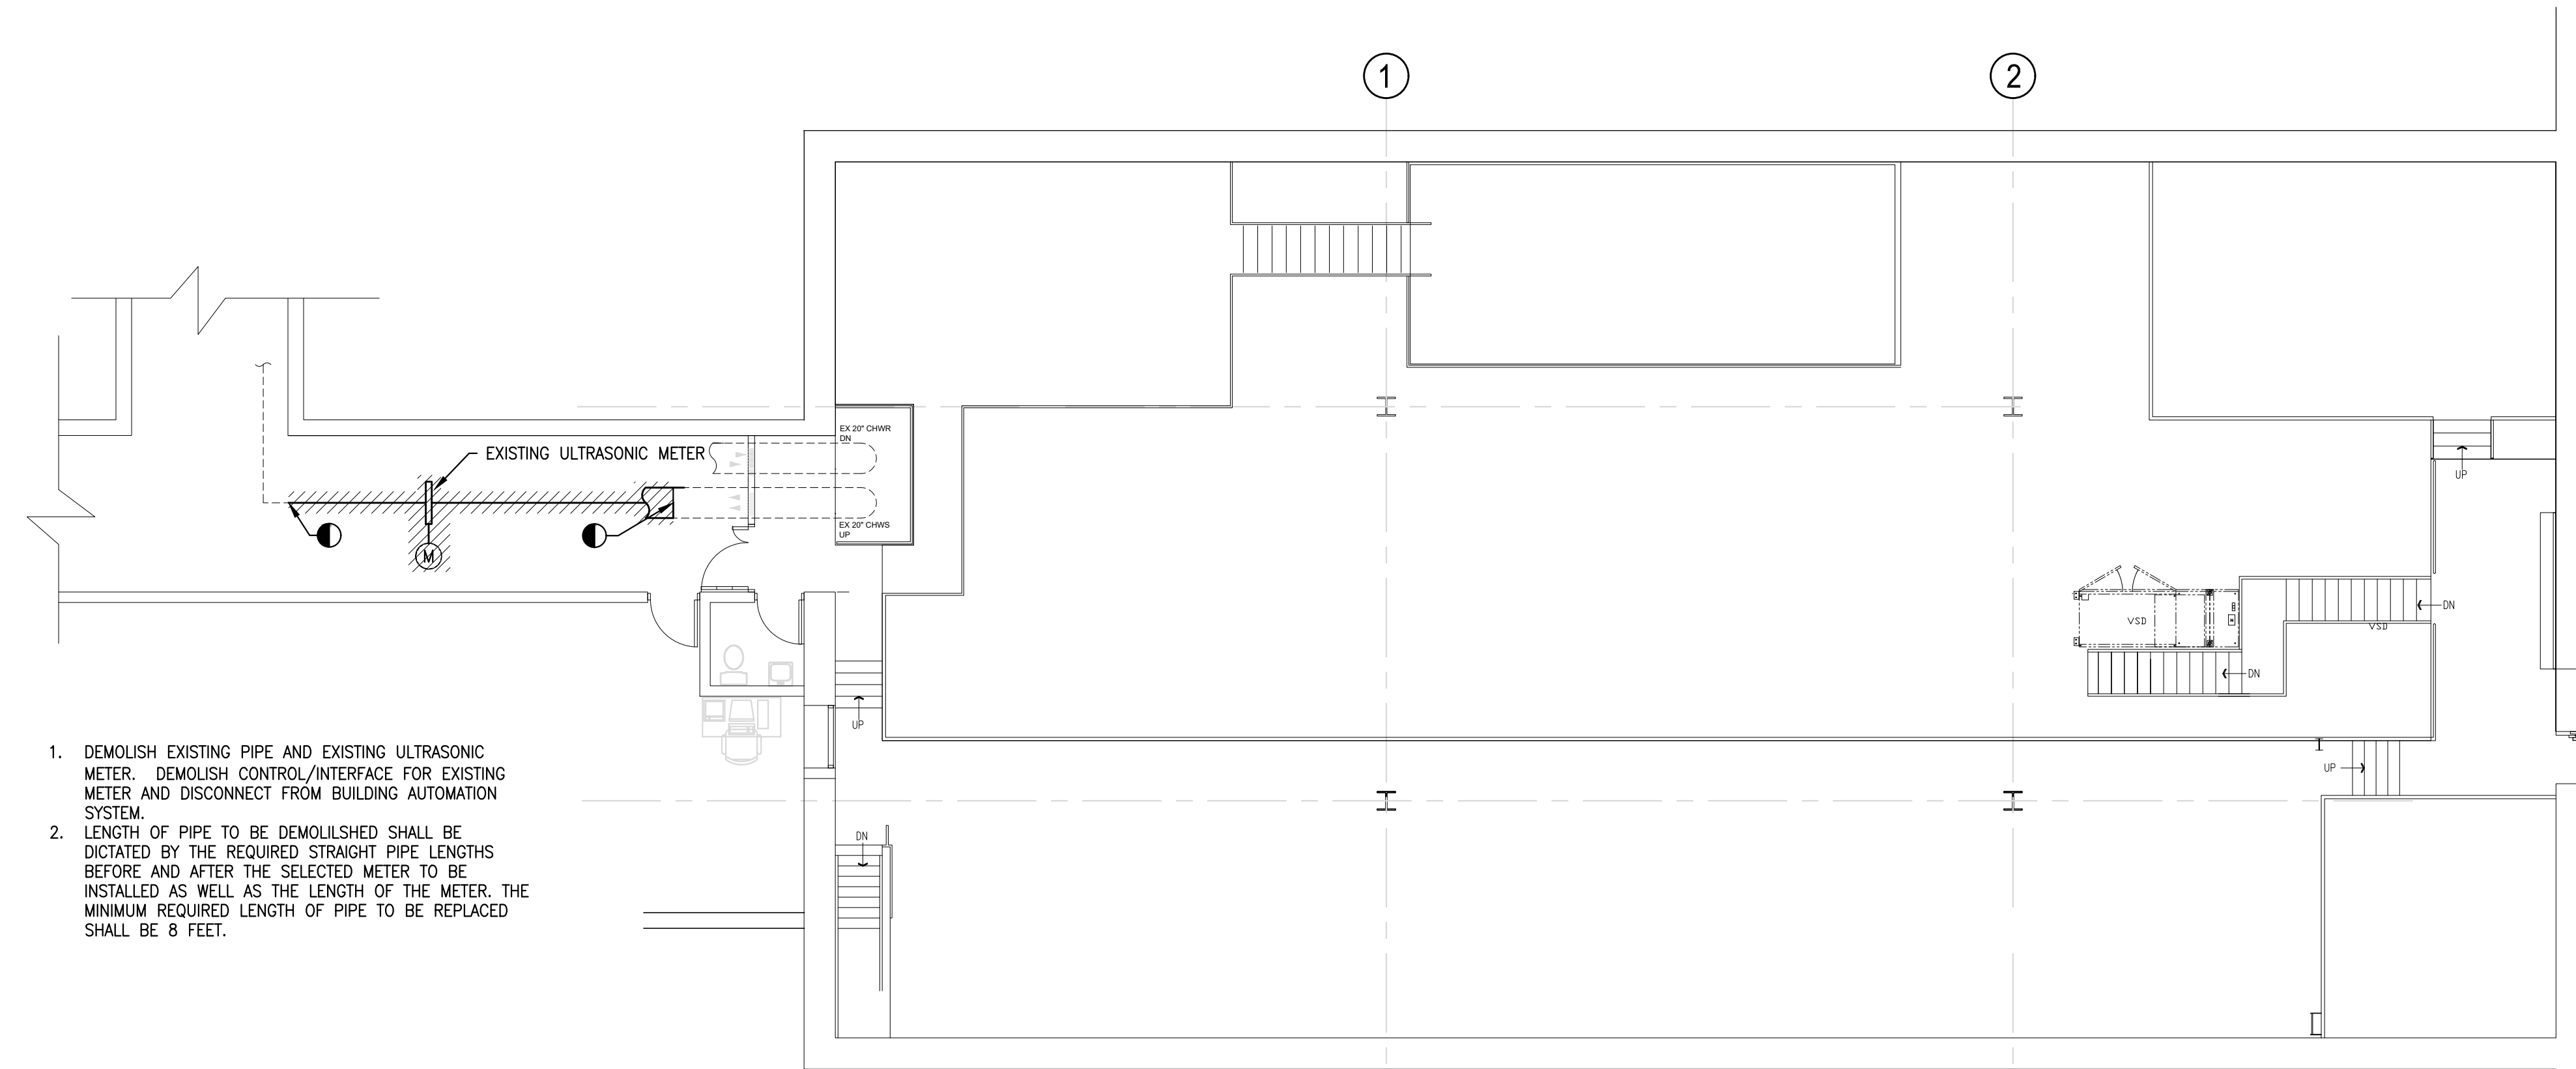 1
2
EX 20" CHWR
DN
EXISTING ULTRASONIC METER
UP
EX 20" CHWS
UP
M
DN
VSD
VSD
DN
UP
UP
DN
1. DEMOLISH EXISTING PIPE AND EXISTING ULTRASONIC
METER. DEMOLISH CONTROL/INTERFACE FOR EXISTING
METER AND DISCONNECT FROM BUILDING AUTOMATION
SYSTEM.
2. LENGTH OF PIPE TO BE DEMOLILSHED SHALL BE
DICTATED BY THE REQUIRED STRAIGHT PIPE LENGTHS
BEFORE AND AFTER THE SELECTED METER TO BE
INSTALLED AS WELL AS THE LENGTH OF THE METER. THE
MINIMUM REQUIRED LENGTH OF PIPE TO BE REPLACED
SHALL BE 8 FEET.